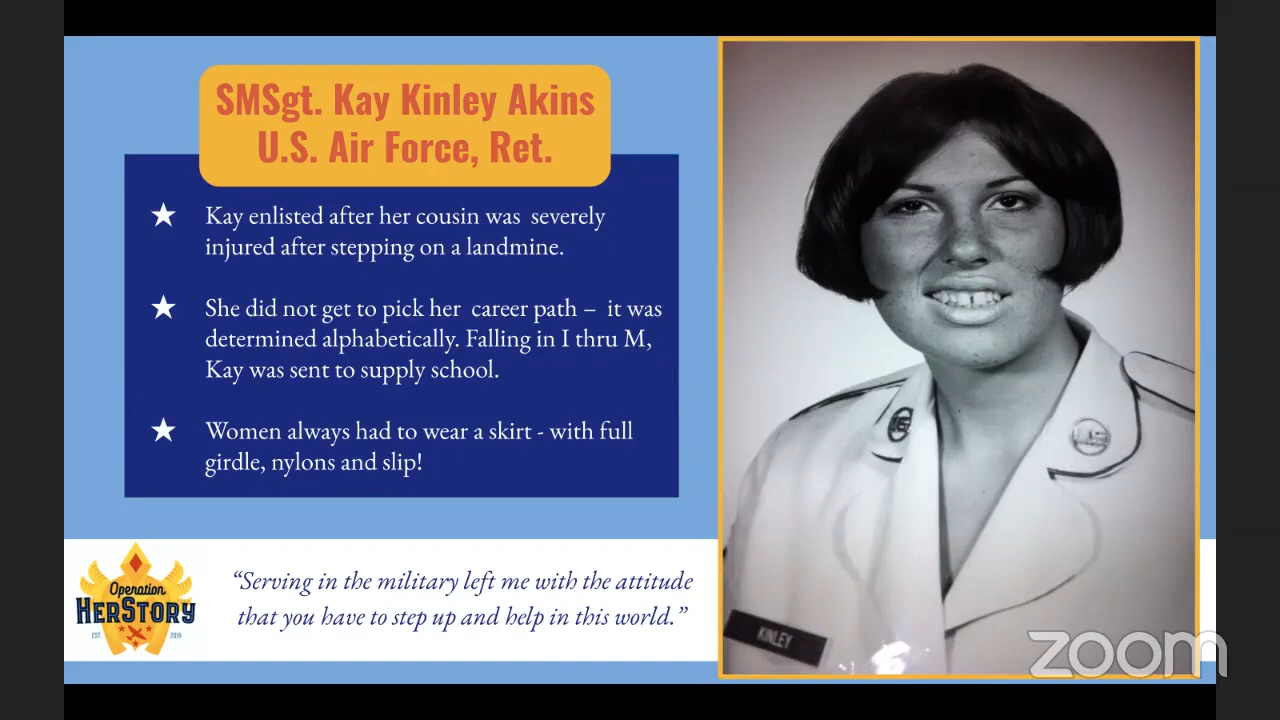 SMSgt. Kay Kinley Akins
U.S. Air Force, Ret.
Kay enlisted after her cousin was severely
injured after stepping on a landmine.
She did not get to pick her career path – it was
determined alphabetically. Falling in I thru M,
Kay was sent to supply school.
Women always had to wear a skirt - with full
girdle, nylons and slip!
Operation
HERSTORY
EST. 2019
“Serving in the military left me with the attitude
that you have to step up and help in this world.”
US
US
KINLEY
zoom